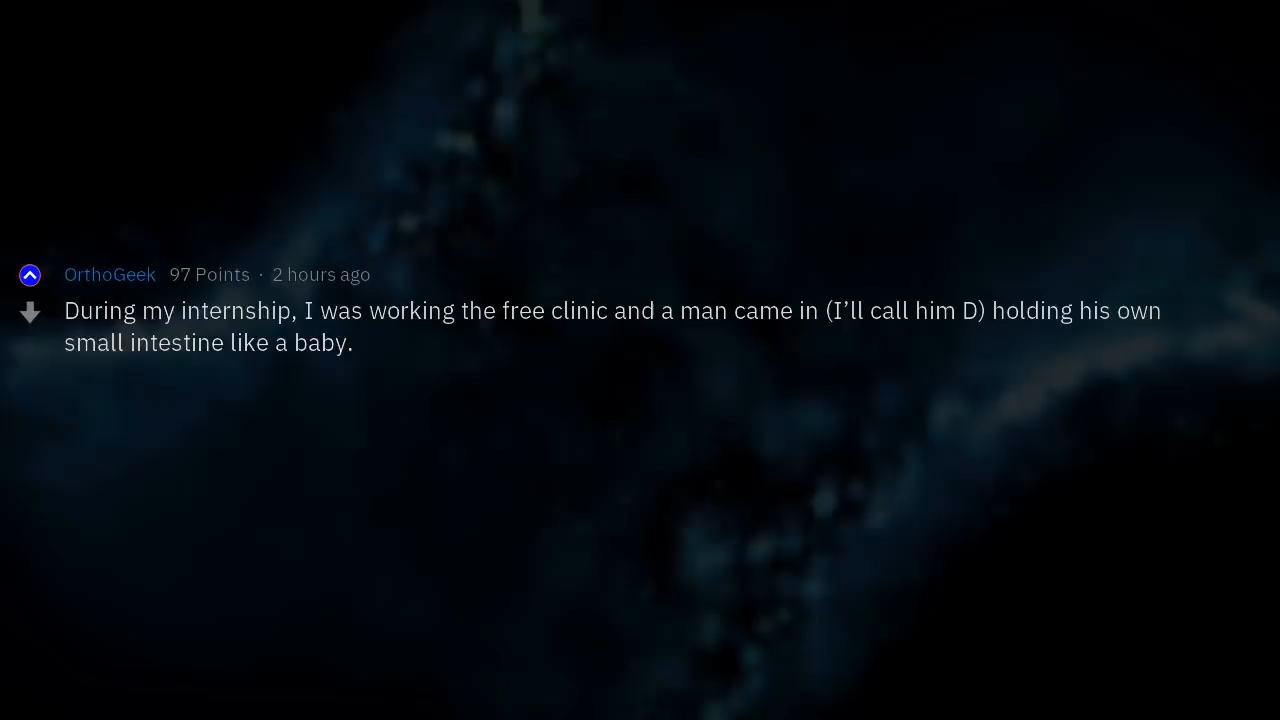 OrthoGeek 97 Points · 2 hours ago
During my internship, I was working the free clinic and a man came in (I’ll call him D) holding his own
small intestine like a baby.